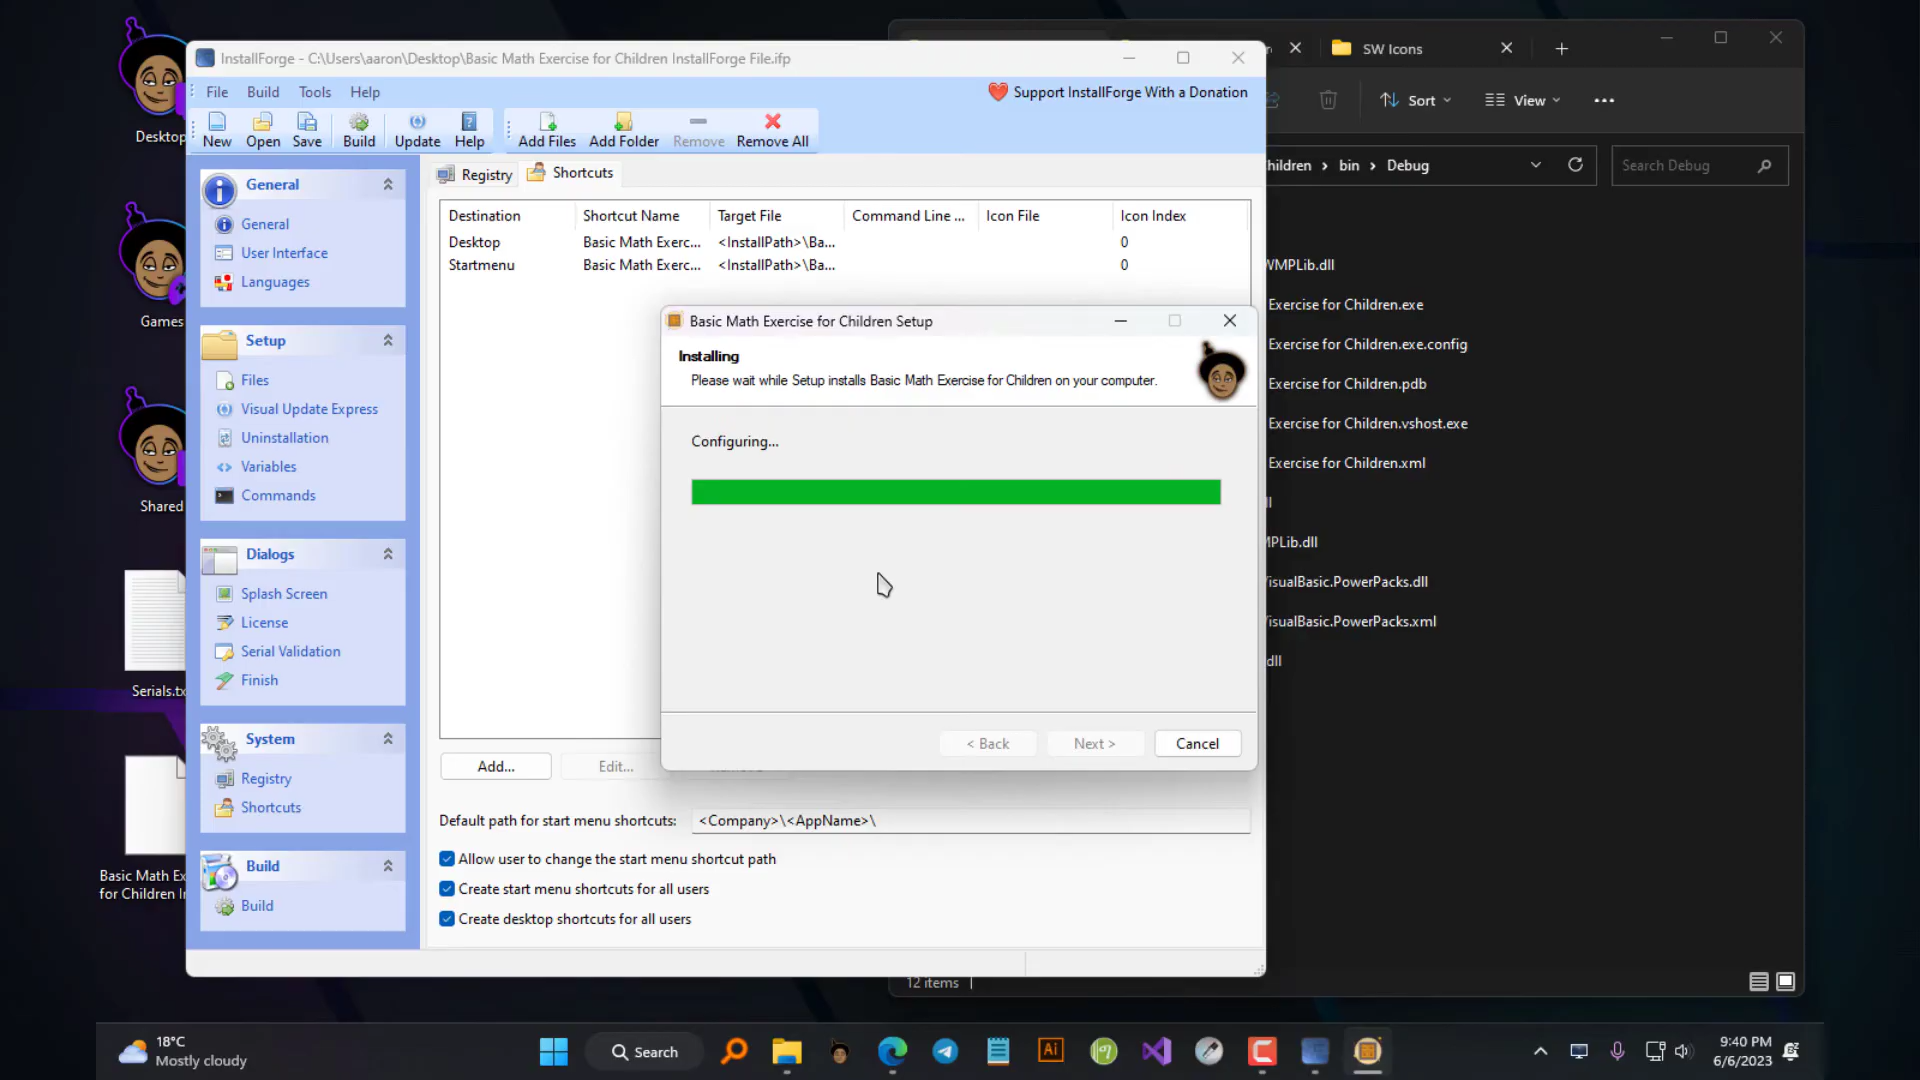 Desktop
Games
Shared
Serials.tx
Basic Math Ex
for Children In
InstallForge - C:\Users\aaron\Desktop\Basic Math Exercise for Children InstallForge File.ifp
File Build Tools Help
Support InstallForge With a Donation
New Open Save Build Update Help Add Files Add Folder Remove Remove All
General
General
User Interface
Languages
Setup
Files
Visual Update Express
Uninstallation
Variables
Commands
Dialogs
Splash Screen
License
Serial Validation
Finish
System
Registry
Shortcuts
Build
Build
Registry Shortcuts
Destination Shortcut Name Target File Command Line ... Icon File Icon Index
Desktop Basic Math Exerc... <InstallPath>\Ba... 0
Startmenu Basic Math Exerc... <InstallPath>\Ba... 0
Add... Edit...
Default path for start menu shortcuts: <Company>\<AppName>\
Allow user to change the start menu shortcut path
Create start menu shortcuts for all users
Create desktop shortcuts for all users
Basic Math Exercise for Children Setup
Installing
Please wait while Setup installs Basic Math Exercise for Children on your computer.
Configuring...
< Back Next > Cancel
SW Icons
Sort View
hildren > bin > Debug
Search Debug
WMPLib.dll
Exercise for Children.exe
Exercise for Children.exe.config
Exercise for Children.pdb
Exercise for Children.vshost.exe
Exercise for Children.xml
ll
MPLib.dll
VisualBasic.PowerPacks.dll
VisualBasic.PowerPacks.xml
dll
12 items
18°C
Mostly cloudy
Search
Ai
9:40 PM
6/6/2023